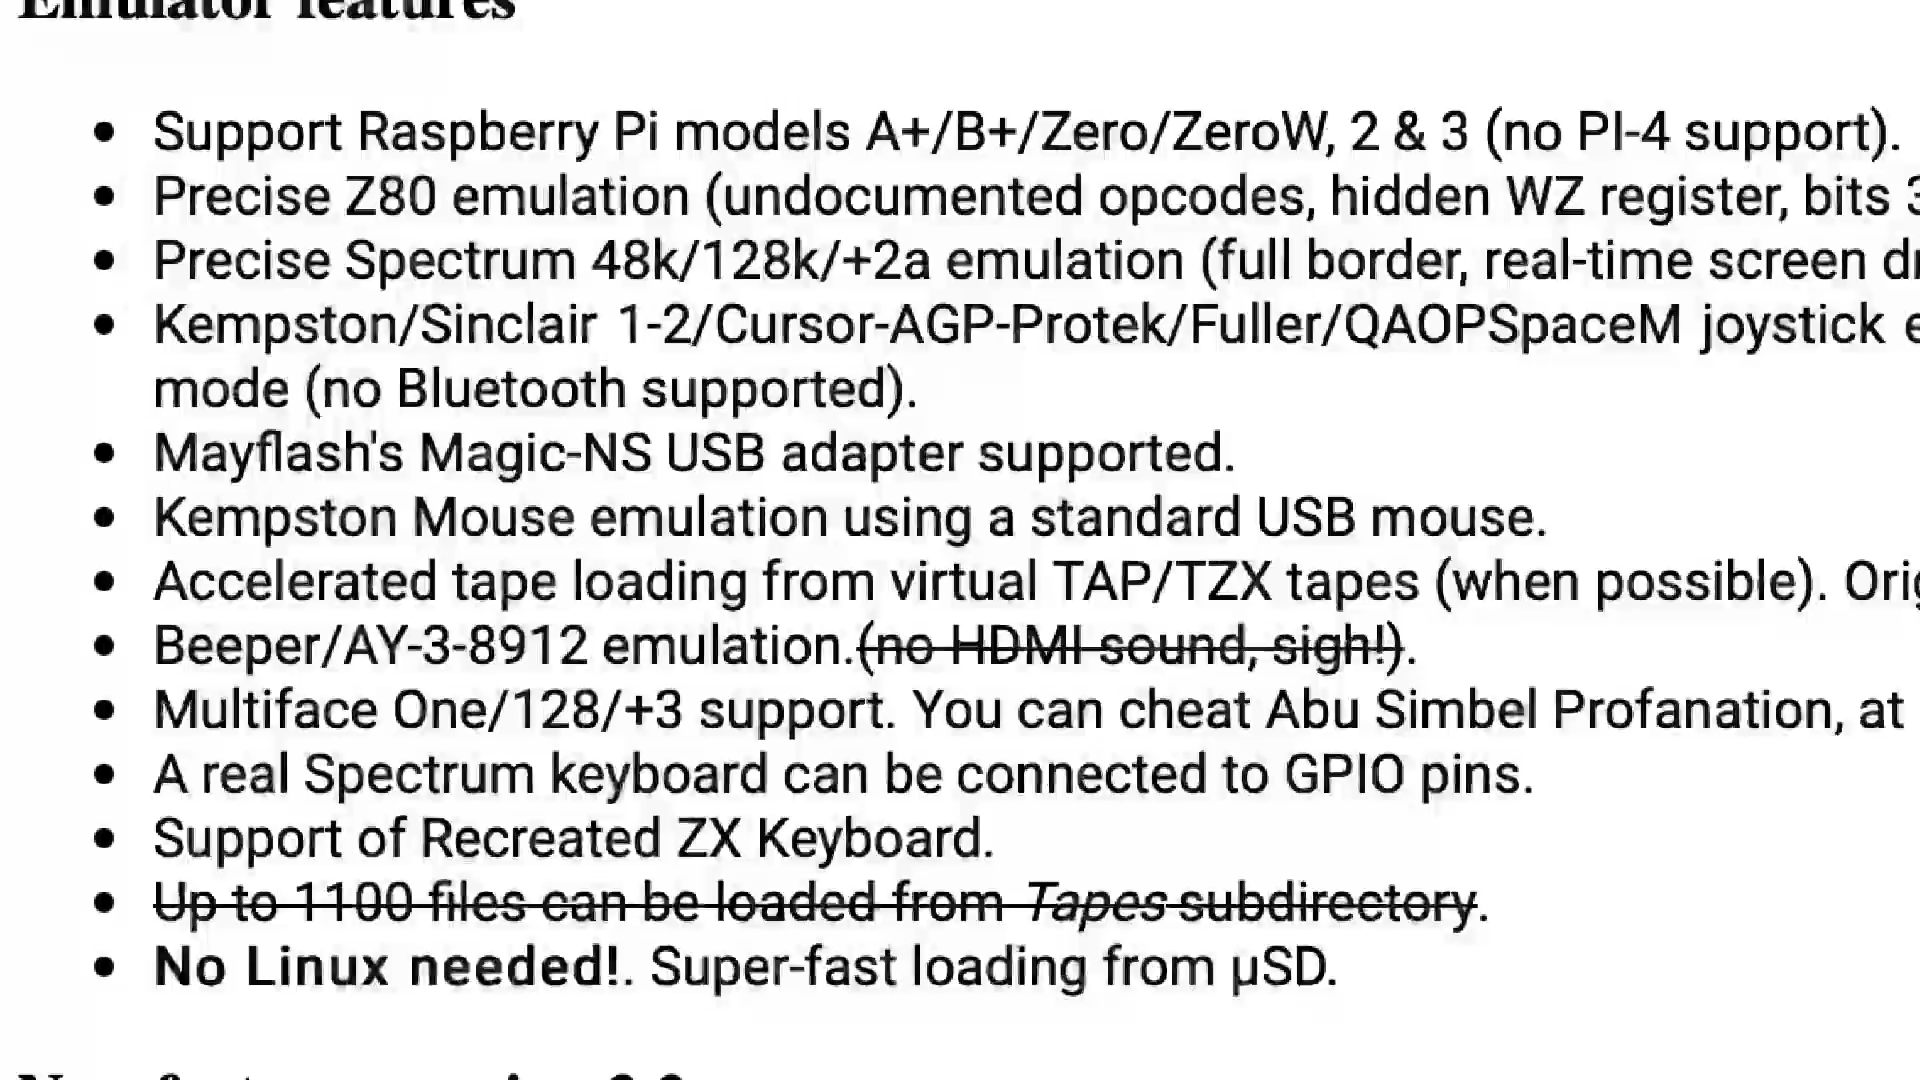 Emulator features
Support Raspberry Pi models A+/B+/Zero/ZeroW, 2 & 3 (no PI-4 support).
Precise Z80 emulation (undocumented opcodes, hidden WZ register, bits 3
Precise Spectrum 48k/128k/+2a emulation (full border, real-time screen
Kempston/Sinclair 1-2/Cursor-AGP-Protek/Fuller/QAOPSpaceM joystick
mode (no Bluetooth supported).
Mayflash's Magic-NS USB adapter supported.
Kempston Mouse emulation using a standard USB mouse.
Accelerated tape loading from virtual TAP/TZX tapes (when possible).
Beeper/AY-3-8912 emulation.(no HDMI sound, sigh!).
Multiface One/128/+3 support. You can cheat Abu Simbel Profanation, at
A real Spectrum keyboard can be connected to GPIO pins.
Support of Recreated ZX Keyboard.
Up to 1100 files can be loaded from Tapes subdirectory.
No Linux needed!. Super-fast loading from µSD.